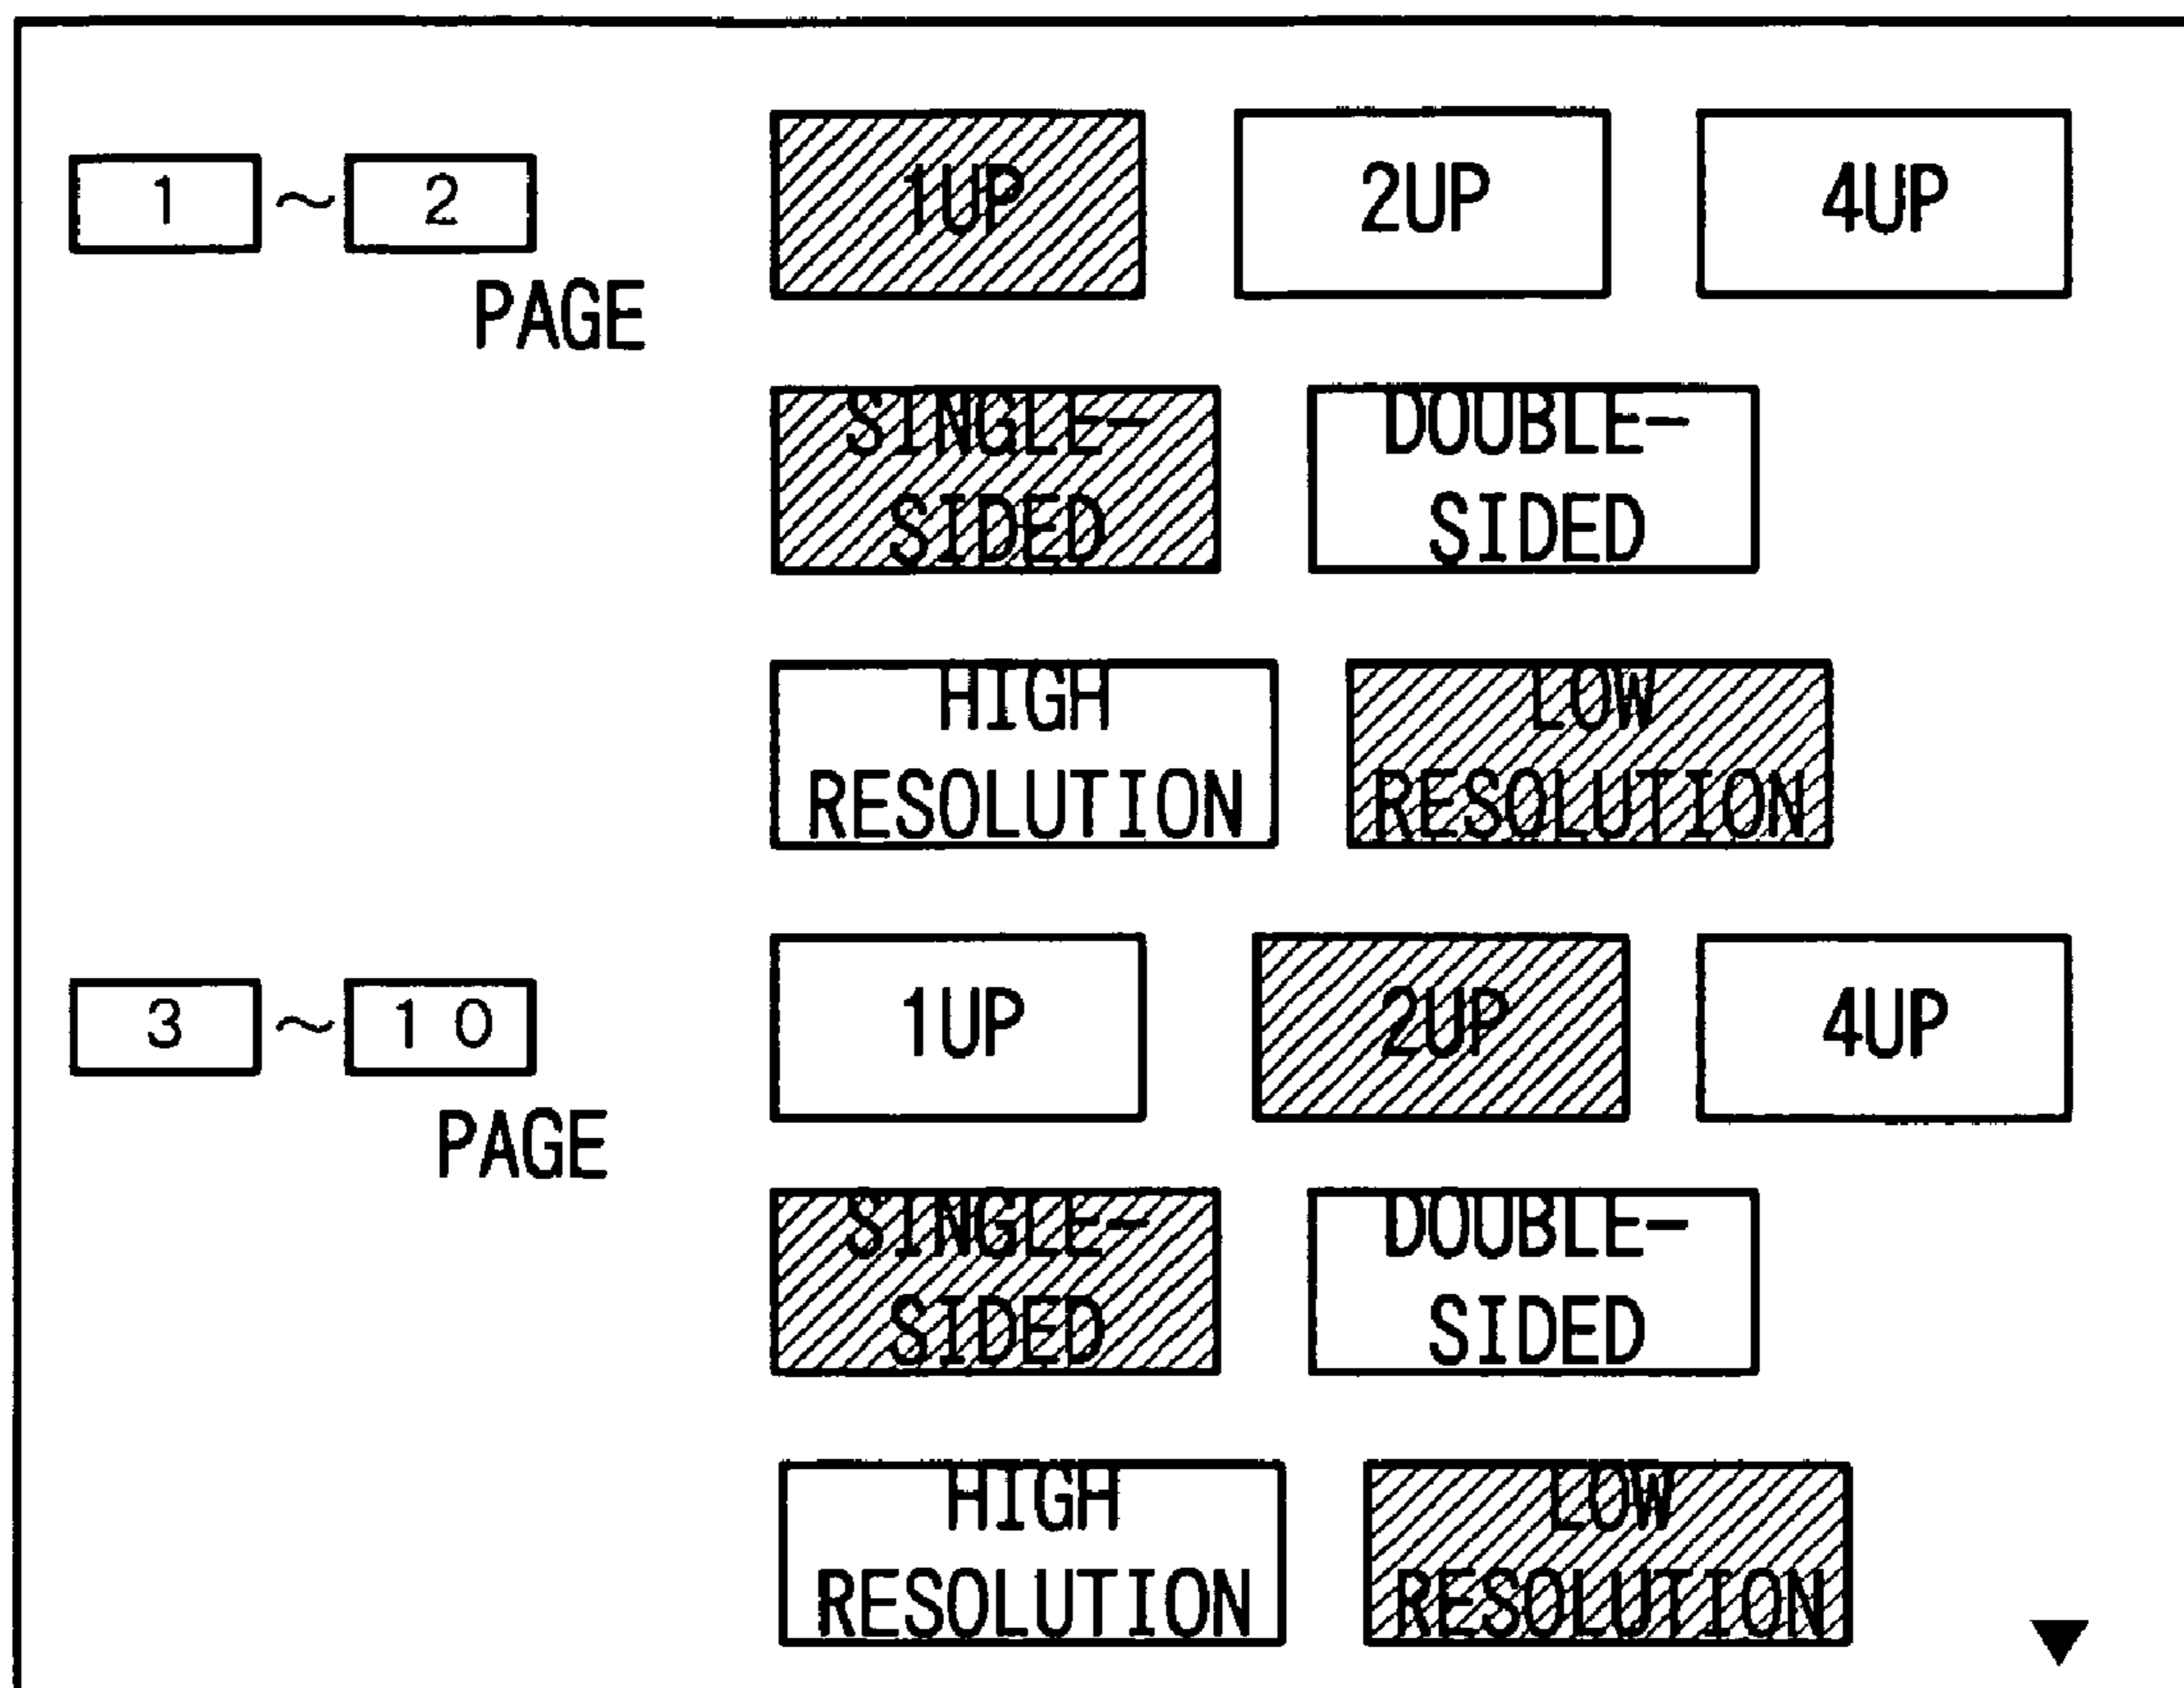 1 ~ 2 1UP 2UP 4UP
PAGE
SINGLE- DOUBLE-
SIDED SIDED
HIGH LOW
RESOLUTION RESOLUTION
3 ~ 10 1UP 2UP 4UP
PAGE
SINGLE- DOUBLE-
SIDED SIDED
HIGH LOW
RESOLUTION RESOLUTION